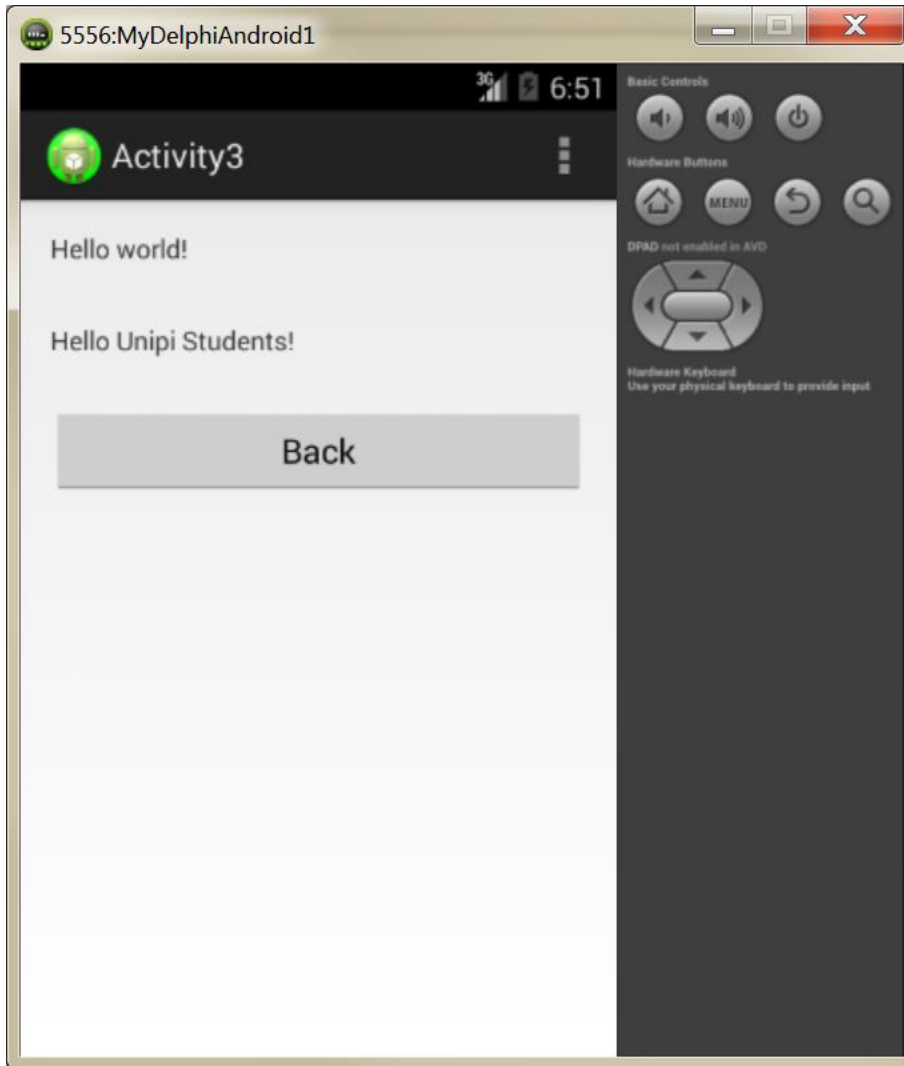 5556:MyDelphiAndroid1
3G 6:51
Activity3
Hello world!
Hello Unipi Students!
Back
Basic Controls
Hardware Buttons
MENU
DPAD not enabled in AVD
Hardware Keyboard
Use your physical keyboard to provide input